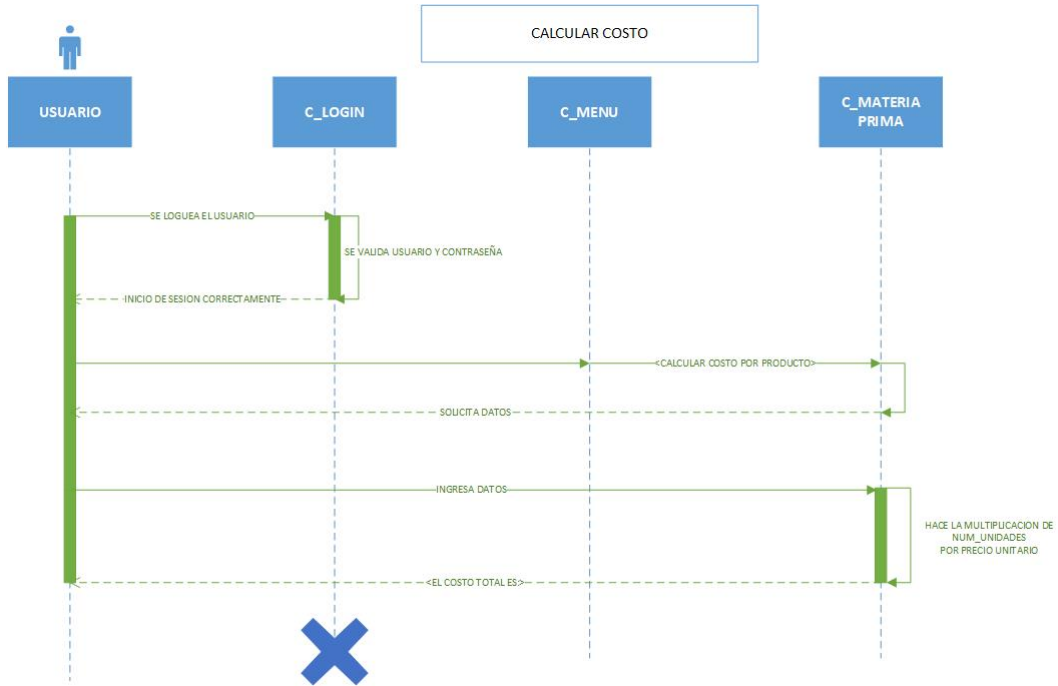 CALCULAR COSTO
USUARIO
C_LOGIN
C_MENU
C_MATERIA
PRIMA
SE LOGUEA EL USUARIO
SE VALIDA USUARIO Y CONTRASEÑA
INICIO DE SESION CORRECTAMENTE
<CALCULAR COSTO POR PRODUCTO>
SOLICITA DATOS
INGRESA DATOS
HACE LA MULTIPLICACION DE
NUM_UNIDADES
POR PRECIO UNITARIO
<EL COSTO TOTAL ES:>